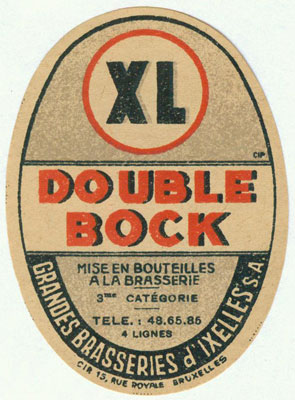 XL
CIP
DOUBLE
BOCK
MISE EN BOUTEILLES
A LA BRASSERIE
3ME CATÉGORIE
TELE. : 48.65.85
4 LIGNES
GRANDES BRASSERIES d'IXELLES S.A.
CIP 15, RUE ROYALE BRUXELLES